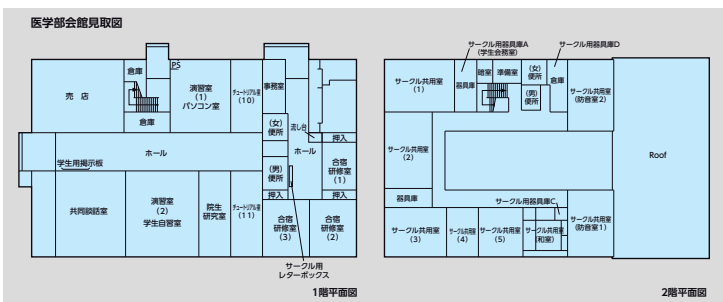 医学部会館見取図
売 店
倉庫
PS
倉庫
演習室
(1)
パソコン室
チュートリアル室
(10)
事務室
(女)
便所
流し台
押入
ホール
ホール
学生用掲示板
(男)
便所
合宿
研修室
(1)
共同談話室
演習室
(2)
学生自習室
院生
研究室
チュートリアル室
(11)
押入
押入
合宿
研修室
(3)
合宿
研修室
(2)
サークル用
レターボックス
1階平面図
サークル用器具庫A
(学生会務室)
サークル用器具庫D
サークル共用室
(1)
器具庫
暗室
準備室
(女)
便所
(男)
便所
倉庫
サークル共用室
(防音室2)
サークル共用室
(2)
Roof
器具庫
サークル用器具庫C
サークル共用室
(3)
サークル共用室
(4)
サークル共用室
(5)
サークル共用室
(和室)
サークル共用室
(防音室1)
2階平面図